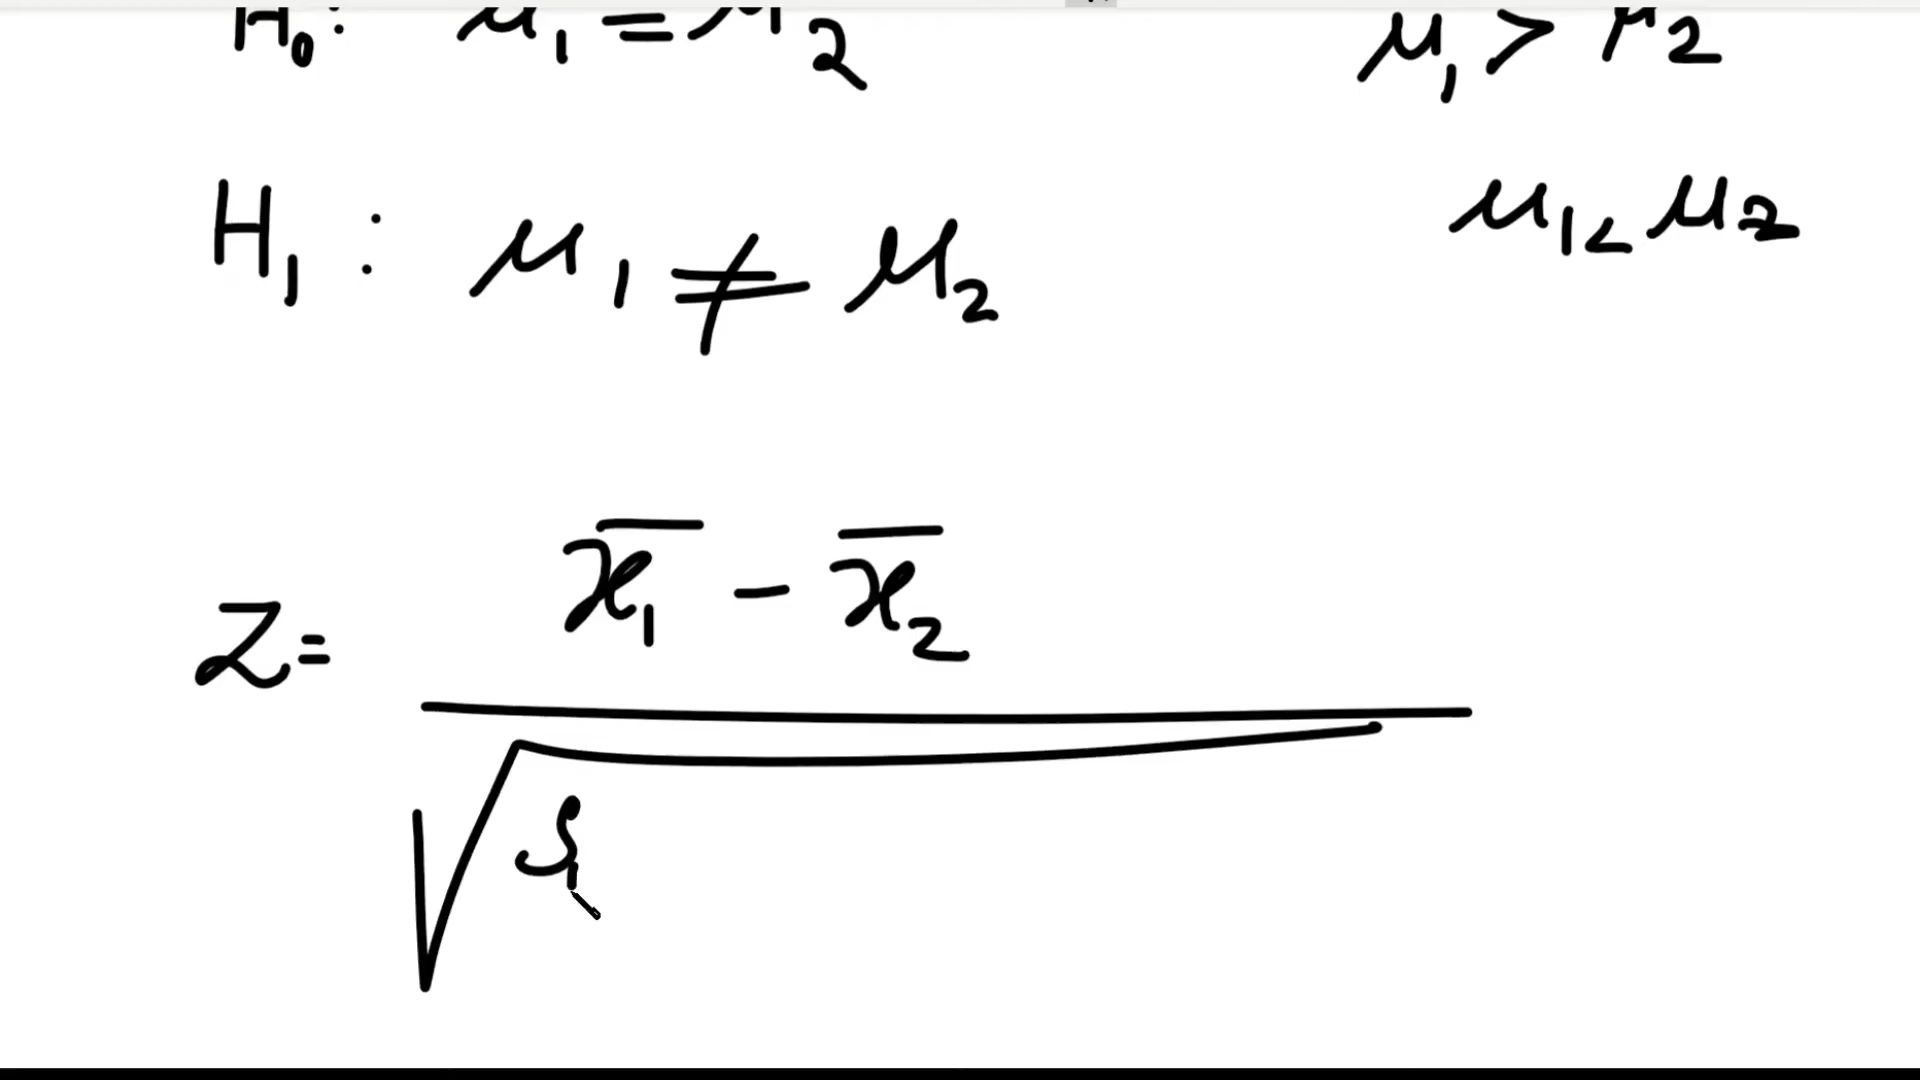 H₀: μ₁ = μ₂
μ₁ > μ₂
H₁ : μ₁ ≠ μ₂
μ₁ < μ₂
Z = x̄₁ - x̄₂
√ s₁